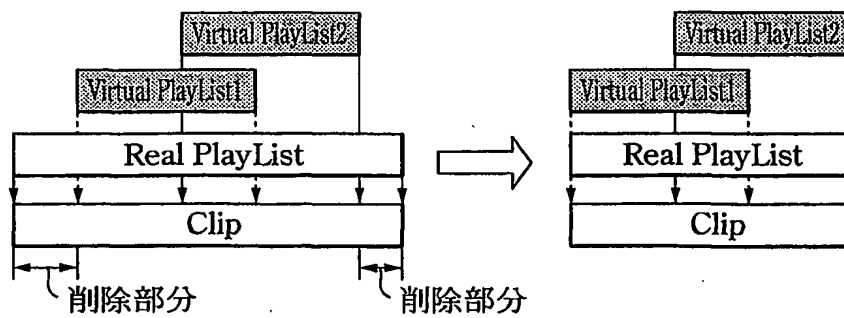 Virtual PlayList2
Virtual PlayList1
Real PlayList
Clip
削除部分
削除部分
Virtual PlayList2
Virtual PlayList1
Real PlayList
Clip